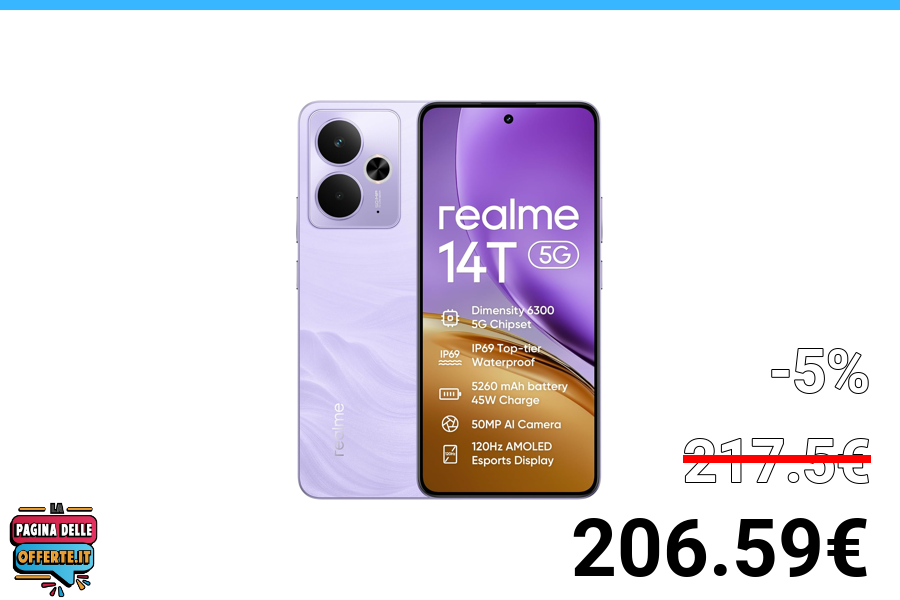 realme
14T 5G
Dimensity 6300
5G Chipset
IP69
IP69 Top-tier
Waterproof
5260 mAh battery
45W Charge
50MP AI Camera
120Hz AMOLED
Esports Display
realme
-5%
217.5€
206.59€
LA
PAGINA DELLE
OFFERTE.IT